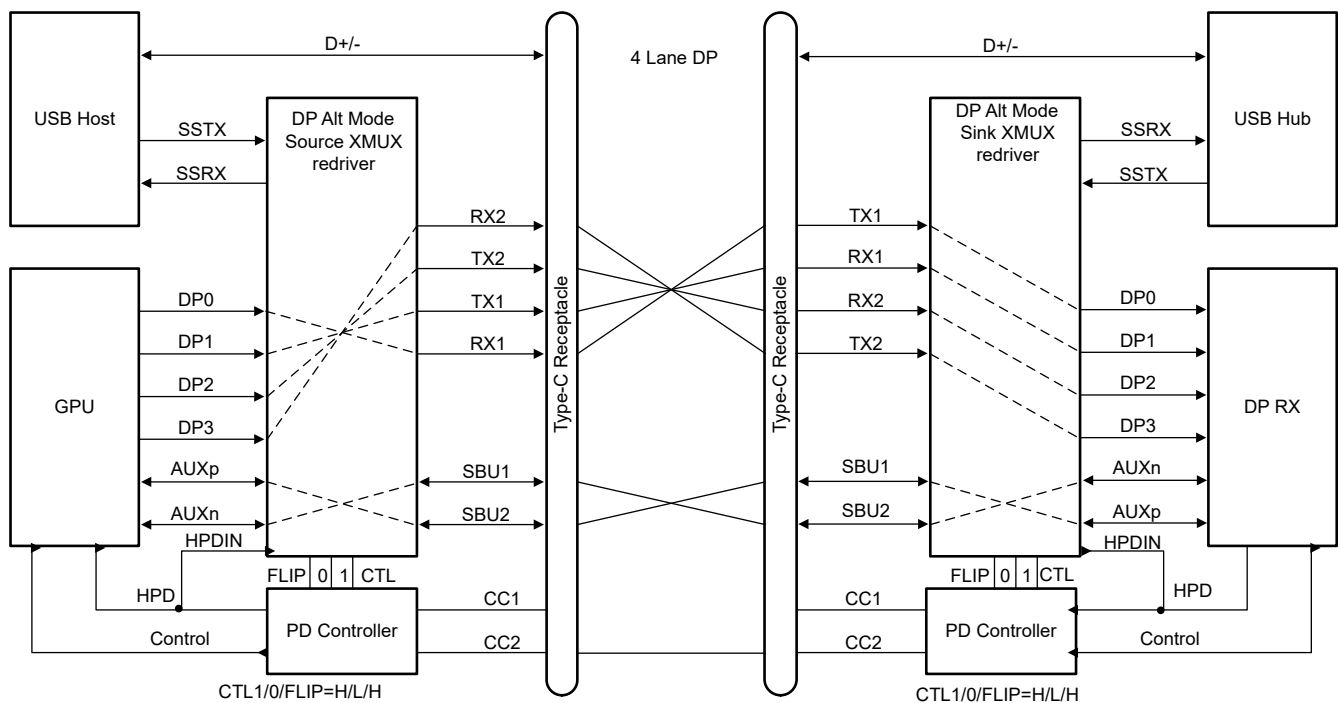 D+/-
4 Lane DP
D+/-
USB Host
DP Alt Mode
Source XMUX
redriver
DP Alt Mode
Sink XMUX
redriver
USB Hub
SSTX
SSRX
SSRX
SSTX
RX2
TX2
TX1
RX1
TX1
RX1
RX2
TX2
Type-C Receptacle
Type-C Receptacle
GPU
DP0
DP1
DP2
DP3
AUXp
AUXn
DP0
DP1
DP2
DP3
AUXn
AUXp
DP RX
SBU1
SBU2
SBU1
SBU2
HPDIN
HPDIN
FLIP 0 1 CTL
FLIP 0 1 CTL
HPD
HPD
Control
Control
PD Controller
PD Controller
CC1
CC2
CC1
CC2
CTL1/0/FLIP=H/L/H
CTL1/0/FLIP=H/L/H